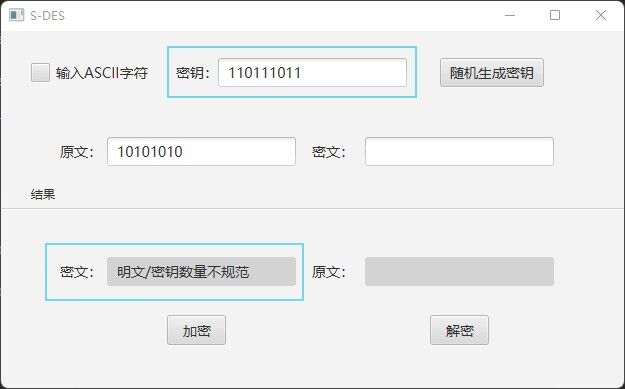 S-DES
输入ASCII字符 密钥： 110111011 随机生成密钥
原文： 10101010 密文：
结果
密文： 明文/密钥数量不规范 原文：
加密 解密